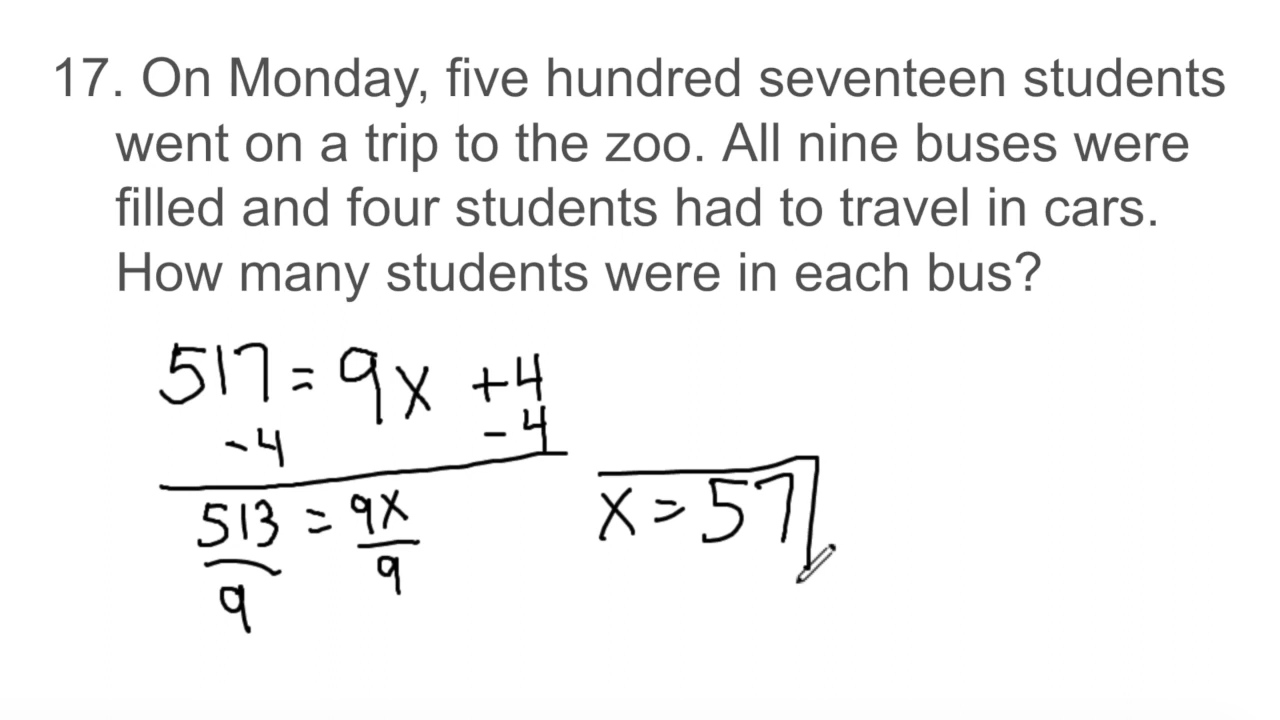 17. On Monday, five hundred seventeen students
went on a trip to the zoo. All nine buses were
filled and four students had to travel in cars.
How many students were in each bus?
517 = 9x + 4
- 4 - 4
513 = 9x
9 9
x = 57